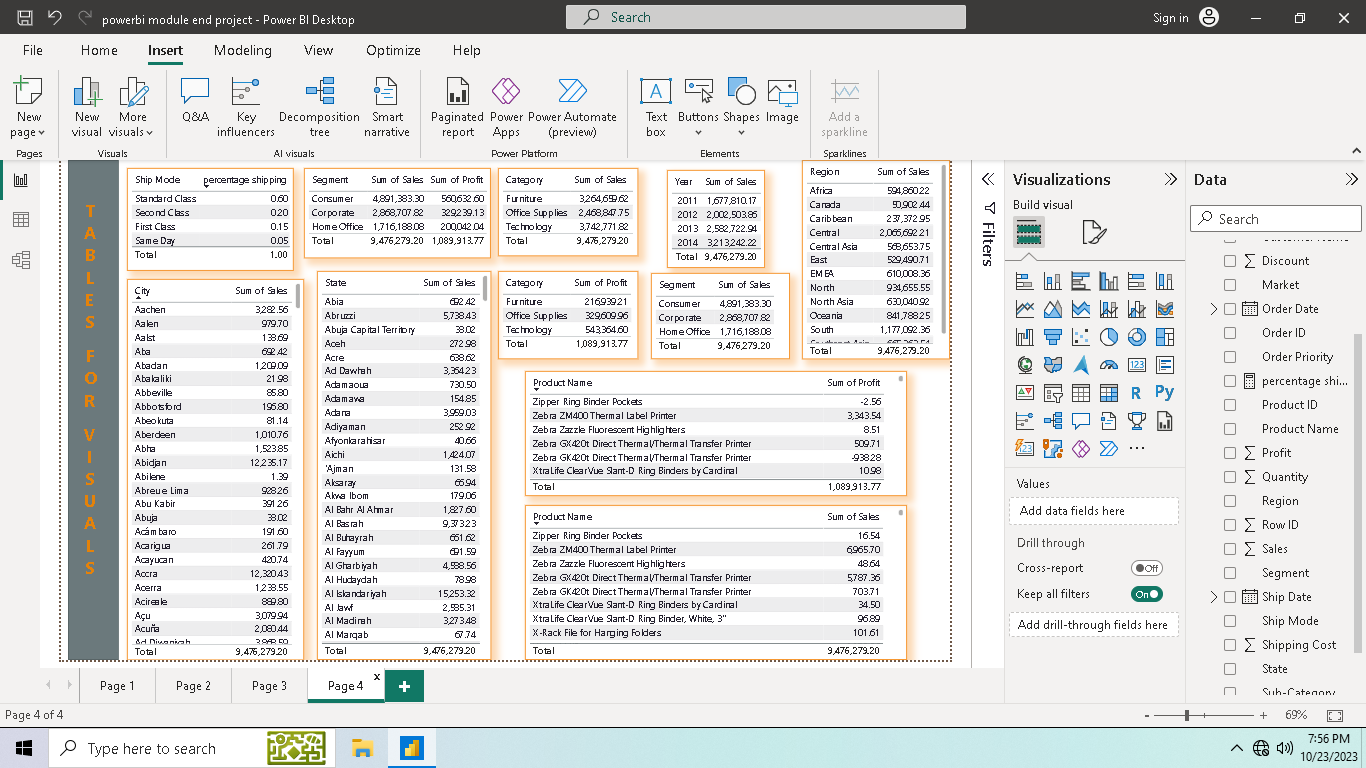 powerbi module end project - Power BI Desktop
Search
Sign in
File Home Insert Modeling View Optimize Help
New page
New visual
More visuals
Q&A
Key influencers
Decomposition tree
Smart narrative
Paginated report
Power Apps
Power Automate (preview)
Text box
Buttons
Shapes
Image
Add a sparkline
Pages
Visuals
AI visuals
Power Platform
Elements
Sparklines
TABLES FOR VISUALS
Ship Mode percentage shipping
Standard Class 0.60
Second Class 0.20
First Class 0.15
Same Day 0.05
Total 1.00
Segment Sum of Sales Sum of Profit
Consumer 4,891,383.30 560,632.60
Corporate 2,868,707.82 329,239.13
Home Office 1,716,188.08 200,042.04
Total 9,476,279.20 1,089,913.77
Category Sum of Sales
Furniture 3,264,659.62
Office Supplies 2,468,847.75
Technology 3,742,771.82
Total 9,476,279.20
Year Sum of Sales
2011 1,677,810.17
2012 2,002,503.86
2013 2,582,722.94
2014 3,213,242.22
Total 9,476,279.20
Region Sum of Sales
Africa 594,860.22
Canada 50,902.44
Caribbean 237,372.95
Central 2,065,692.21
Central Asia 568,653.75
East 529,490.71
EMEA 610,008.36
North 934,655.55
North Asia 630,040.92
Oceania 841,788.25
South 1,177,092.36
Total 9,476,279.20
City Sum of Sales
Aachen 3,282.56
Aalen 979.70
Aalst 138.69
Aba 692.42
Abadan 1,209.09
Abakaliki 21.98
Abbeville 85.80
Abbotsford 196.80
Abeokuta 81.14
Aberdeen 1,010.76
Abha 1,523.85
Abidjan 12,235.17
Abilene 1.39
Abreu e Lima 928.26
Abu Kabir 391.26
Abuja 38.02
Acámbaro 191.60
Acarigua 261.79
Acayucan 420.74
Accra 12,320.43
Acerra 1,238.55
Acireale 869.80
Açu 3,079.94
Acuña 2,080.44
Total 9,476,279.20
State Sum of Sales
Abia 692.42
Abruzzi 5,738.43
Abuja Capital Territory 38.02
Aceh 272.98
Acre 638.62
Ad Dawhah 3,354.23
Adamaoua 730.50
Adamawa 154.85
Adana 3,959.03
Adiyaman 252.92
Afyonkarahisar 40.66
Aichi 1,424.07
'Ajman 131.58
Aksaray 65.94
Akwa Ibom 179.06
Al Bahr Al Ahmar 1,827.60
Al Basrah 9,373.23
Al Buhayrah 651.62
Al Fayyum 691.59
Al Gharbiyah 4,538.56
Al Hudaydah 78.98
Al Iskandariyah 15,253.32
Al Jawf 2,535.31
Al Madinah 3,273.48
Al Marqab 67.74
Total 9,476,279.20
Category Sum of Profit
Furniture 216,939.21
Office Supplies 329,609.96
Technology 543,364.60
Total 1,089,913.77
Segment Sum of Sales
Consumer 4,891,383.30
Corporate 2,868,707.82
Home Office 1,716,188.08
Total 9,476,279.20
Product Name Sum of Profit
Zipper Ring Binder Pockets -2.56
Zebra ZM400 Thermal Label Printer 3,343.54
Zebra Zazzle Fluorescent Highlighters 8.51
Zebra GX420t Direct Thermal/Thermal Transfer Printer 509.71
Zebra GK420t Direct Thermal/Thermal Transfer Printer -938.28
XtraLife ClearVue Slant-D Ring Binders by Cardinal 10.98
Total 1,089,913.77
Product Name Sum of Sales
Zipper Ring Binder Pockets 16.54
Zebra ZM400 Thermal Label Printer 6,965.70
Zebra Zazzle Fluorescent Highlighters 48.64
Zebra GX420t Direct Thermal/Thermal Transfer Printer 5,787.36
Zebra GK420t Direct Thermal/Thermal Transfer Printer 703.71
XtraLife ClearVue Slant-D Ring Binders by Cardinal 34.50
XtraLife ClearVue Slant-D Ring Binder, White, 3" 96.89
X-Rack File for Hanging Folders 101.61
Total 9,476,279.20
Filters
Visualizations
Build visual
Values
Add data fields here
Drill through
Cross-report Off
Keep all filters On
Add drill-through fields here
Data
Search
Discount
Market
Order Date
Order ID
Order Priority
percentage shi...
Product ID
Product Name
Profit
Quantity
Region
Row ID
Sales
Segment
Ship Date
Ship Mode
Shipping Cost
State
Sub-Category
Page 1
Page 2
Page 3
Page 4 x
Page 4 of 4
- + 69%
Type here to search
7:56 PM
10/23/2023